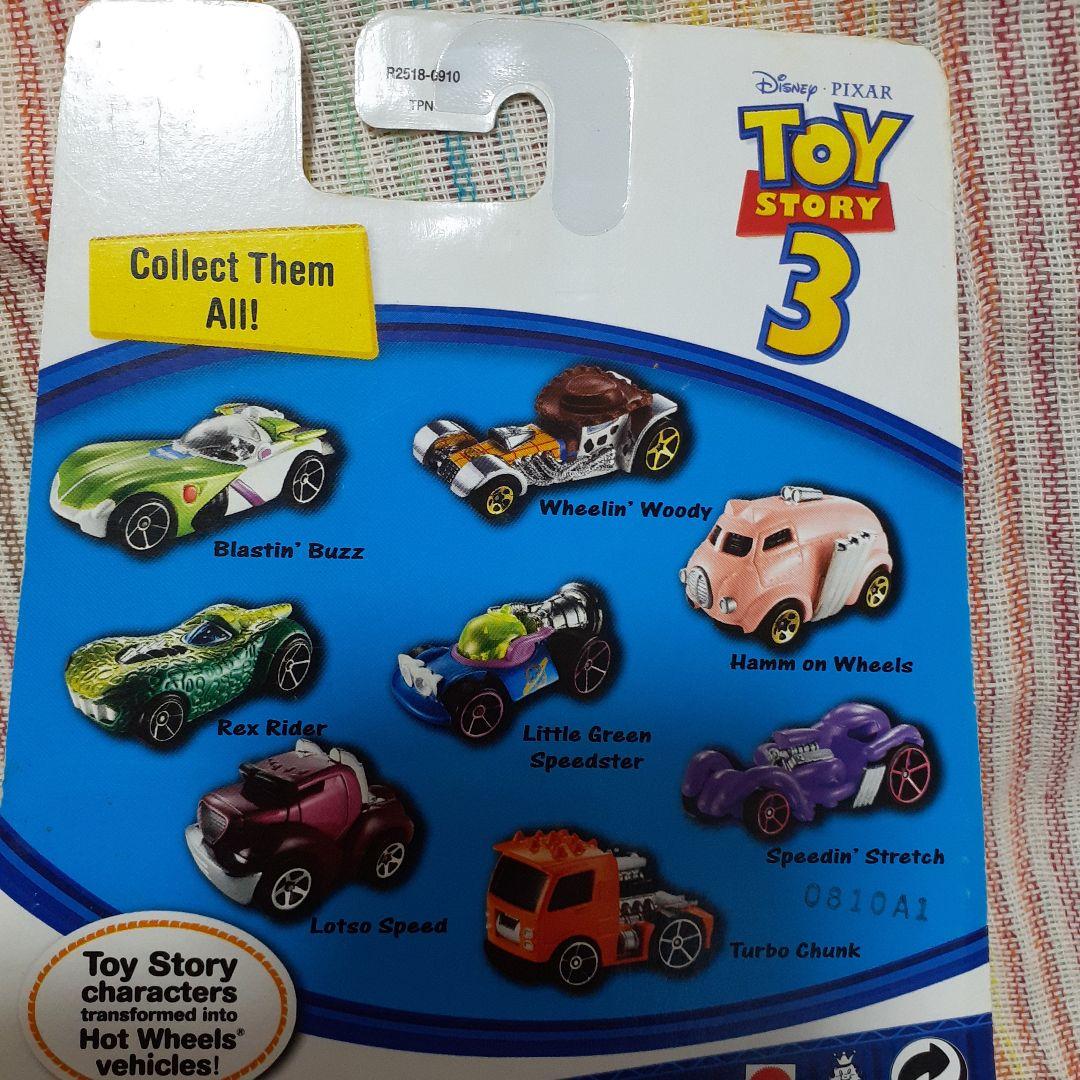 R2518-0910
TPN
DISNEY · PIXAR
TOY
STORY
3
Collect Them
All!
Blastin' Buzz
Wheelin' Woody
Hamm on Wheels
Rex Rider
Little Green
Speedster
Speedin' Stretch
0810A1
Lotso Speed
Turbo Chunk
Toy Story
characters
transformed into
Hot Wheels®
vehicles!